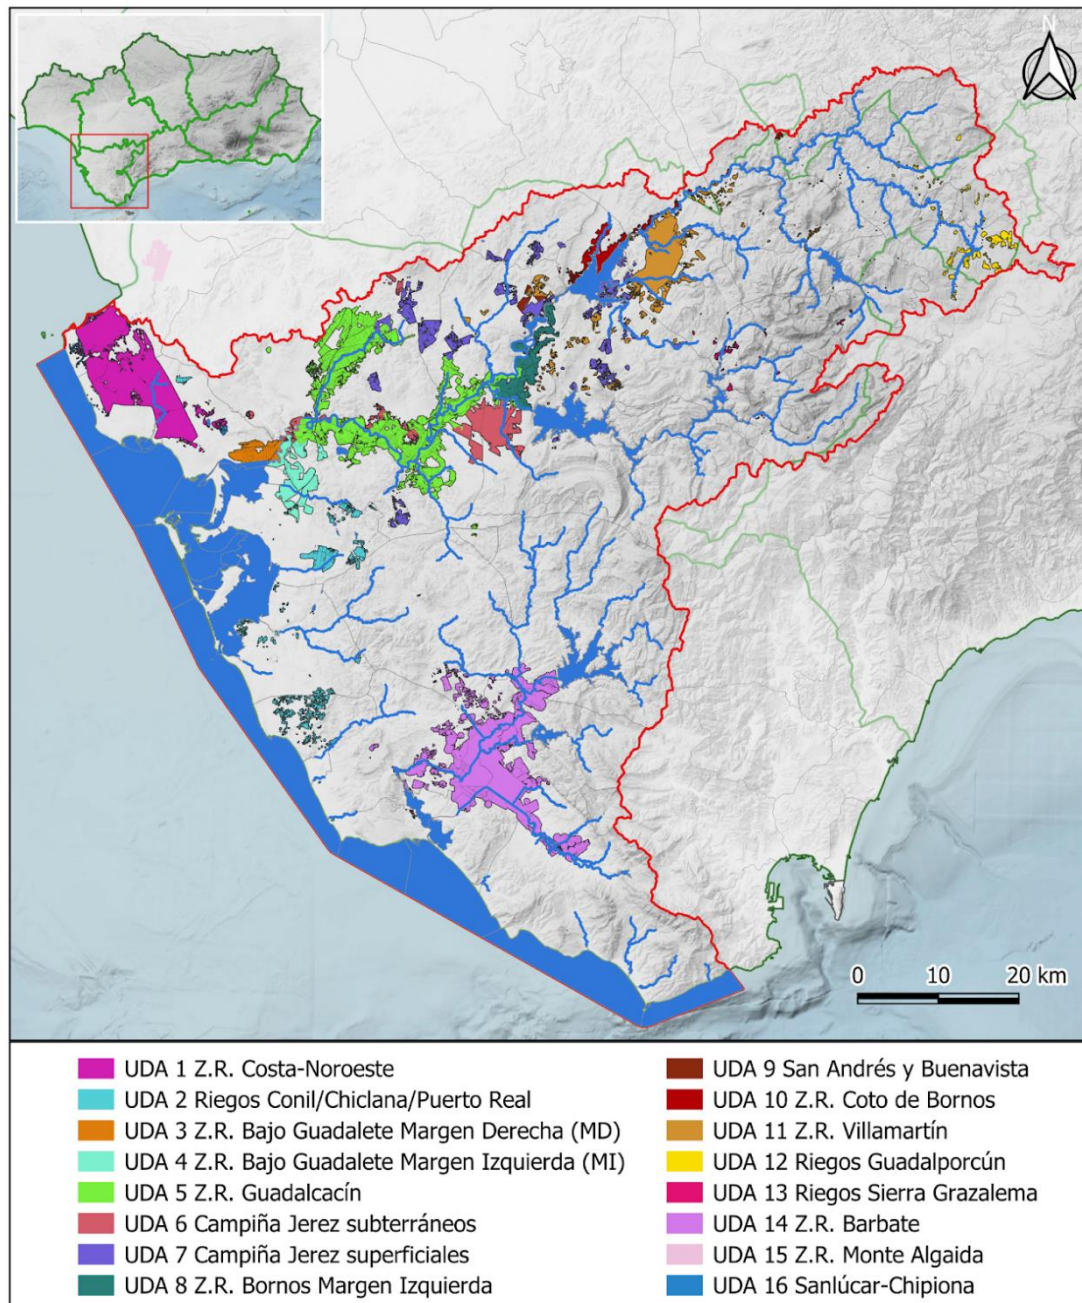 N
0 10 20 km
UDA 1 Z.R. Costa-Noroeste
UDA 2 Riegos Conil/Chiclana/Puerto Real
UDA 3 Z.R. Bajo Guadalete Margen Derecha (MD)
UDA 4 Z.R. Bajo Guadalete Margen Izquierda (MI)
UDA 5 Z.R. Guadalcacín
UDA 6 Campiña Jerez subterráneos
UDA 7 Campiña Jerez superficiales
UDA 8 Z.R. Bornos Margen Izquierda
UDA 9 San Andrés y Buenavista
UDA 10 Z.R. Coto de Bornos
UDA 11 Z.R. Villamartín
UDA 12 Riegos Guadalporcún
UDA 13 Riegos Sierra Grazalema
UDA 14 Z.R. Barbate
UDA 15 Z.R. Monte Algaida
UDA 16 Sanlúcar-Chipiona